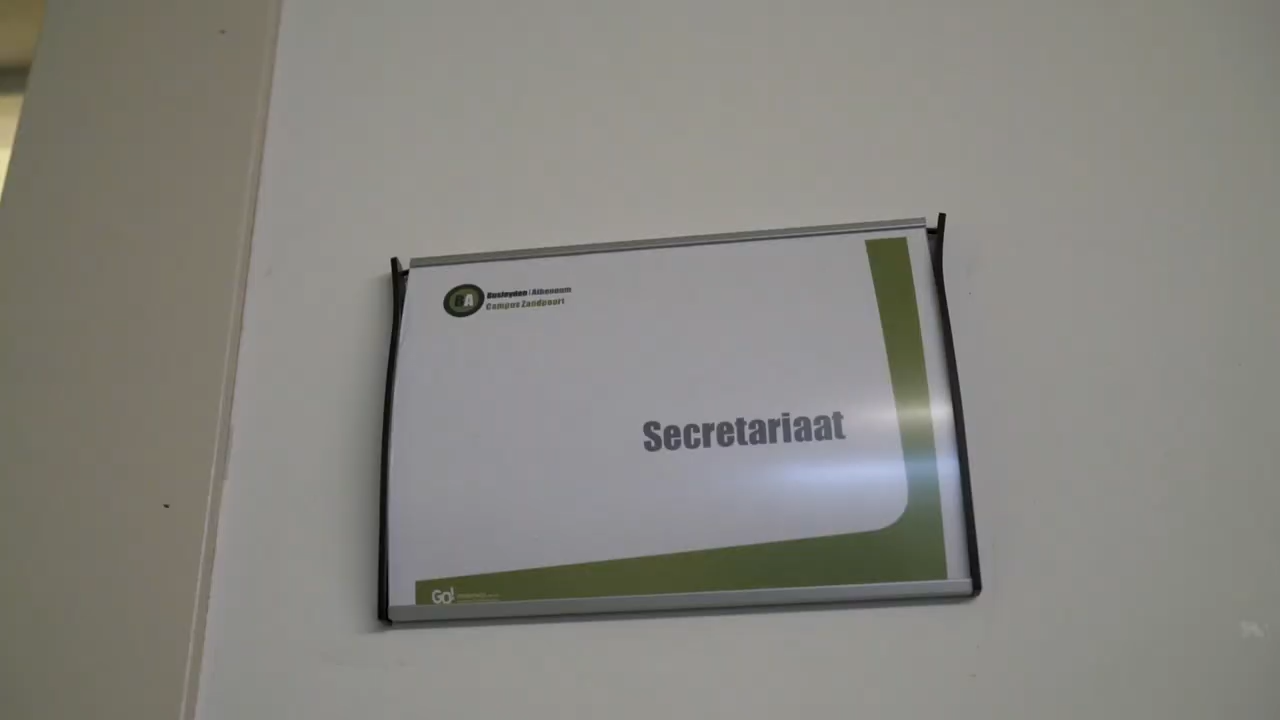 BA
Busleyden | Atheneum
Campus Zandpoort
Secretariaat
GO!